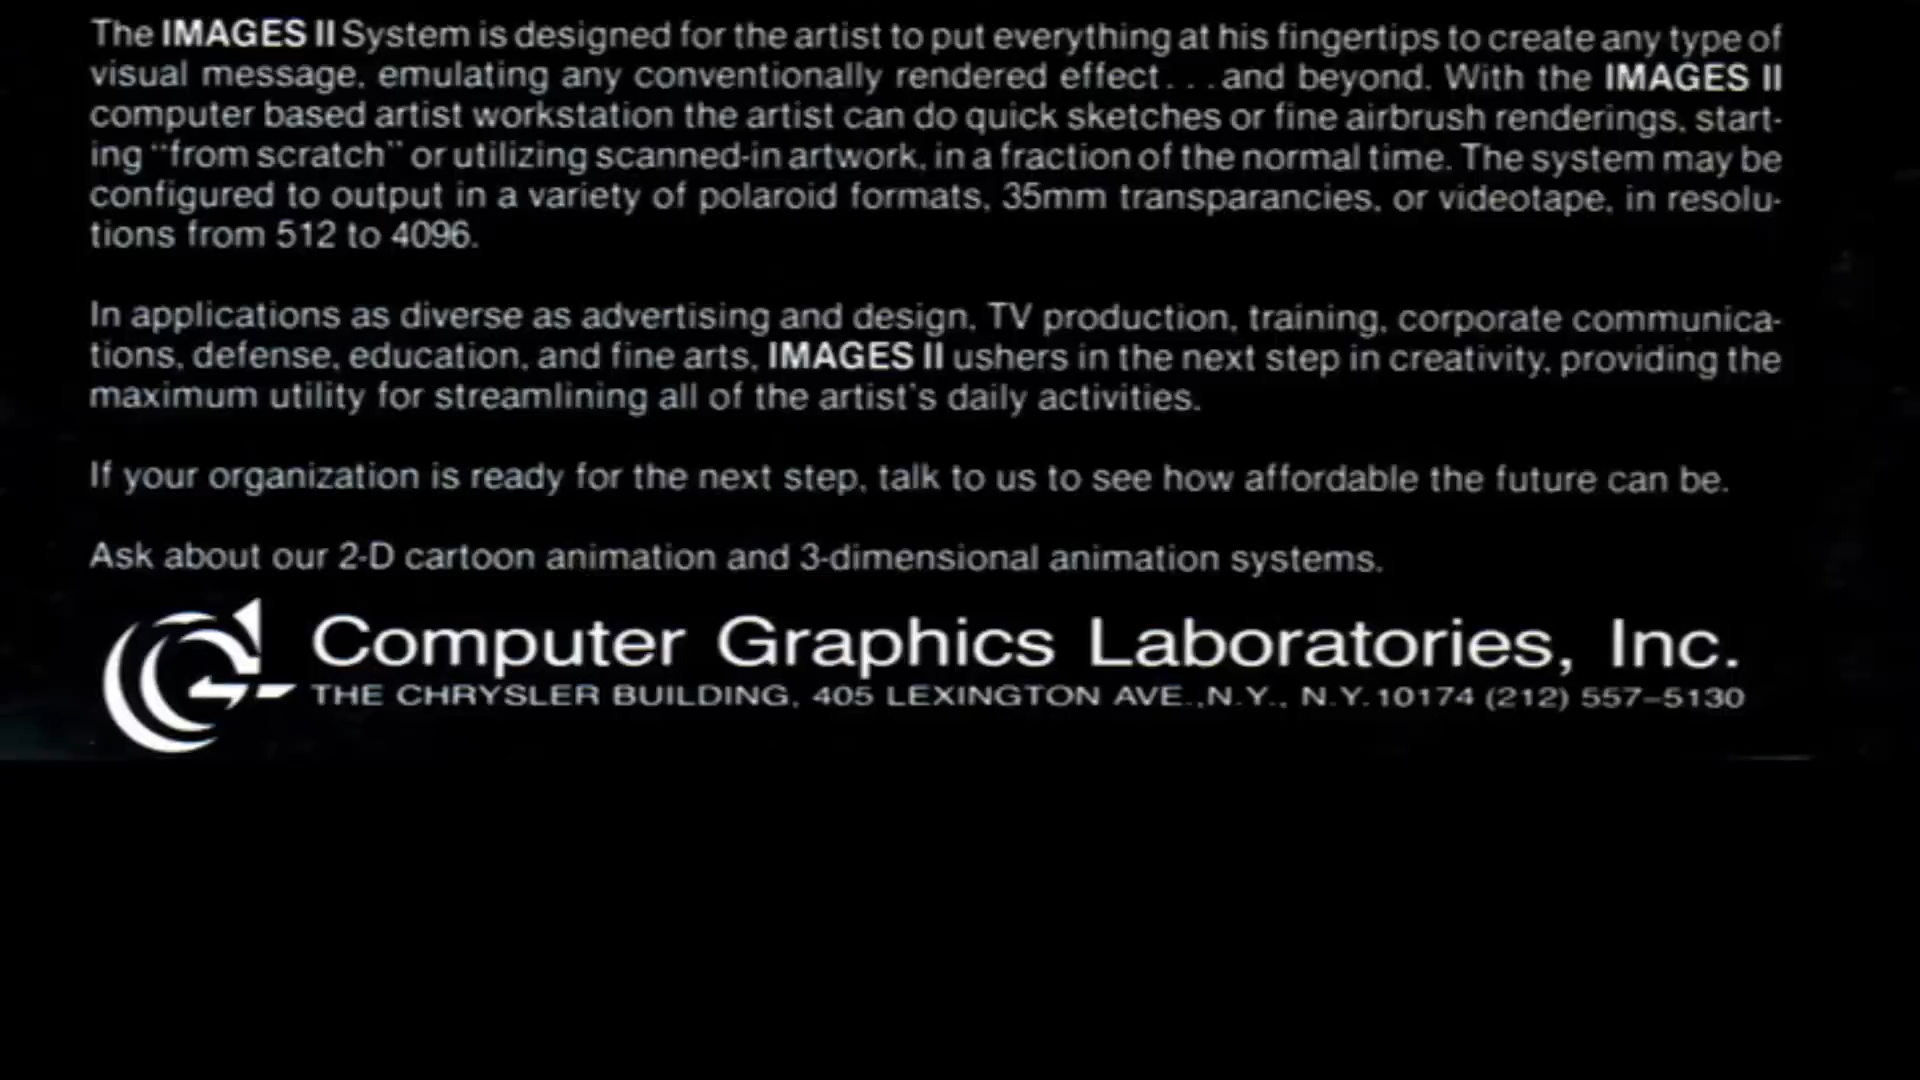 The IMAGES II System is designed for the artist to put everything at his fingertips to create any type of
visual message, emulating any conventionally rendered effect...and beyond. With the IMAGES II
computer based artist workstation the artist can do quick sketches or fine airbrush renderings, start-
ing "from scratch" or utilizing scanned-in artwork, in a fraction of the normal time. The system may be
configured to output in a variety of polaroid formats, 35mm transparancies, or videotape, in resolu-
tions from 512 to 4096.
In applications as diverse as advertising and design, TV production, training, corporate communica-
tions, defense, education, and fine arts, IMAGES II ushers in the next step in creativity, providing the
maximum utility for streamlining all of the artist's daily activities.
If your organization is ready for the next step, talk to us to see how affordable the future can be.
Ask about our 2-D cartoon animation and 3-dimensional animation systems.
Computer Graphics Laboratories, Inc.
THE CHRYSLER BUILDING, 405 LEXINGTON AVE.,N.Y., N.Y. 10174 (212) 557–5130